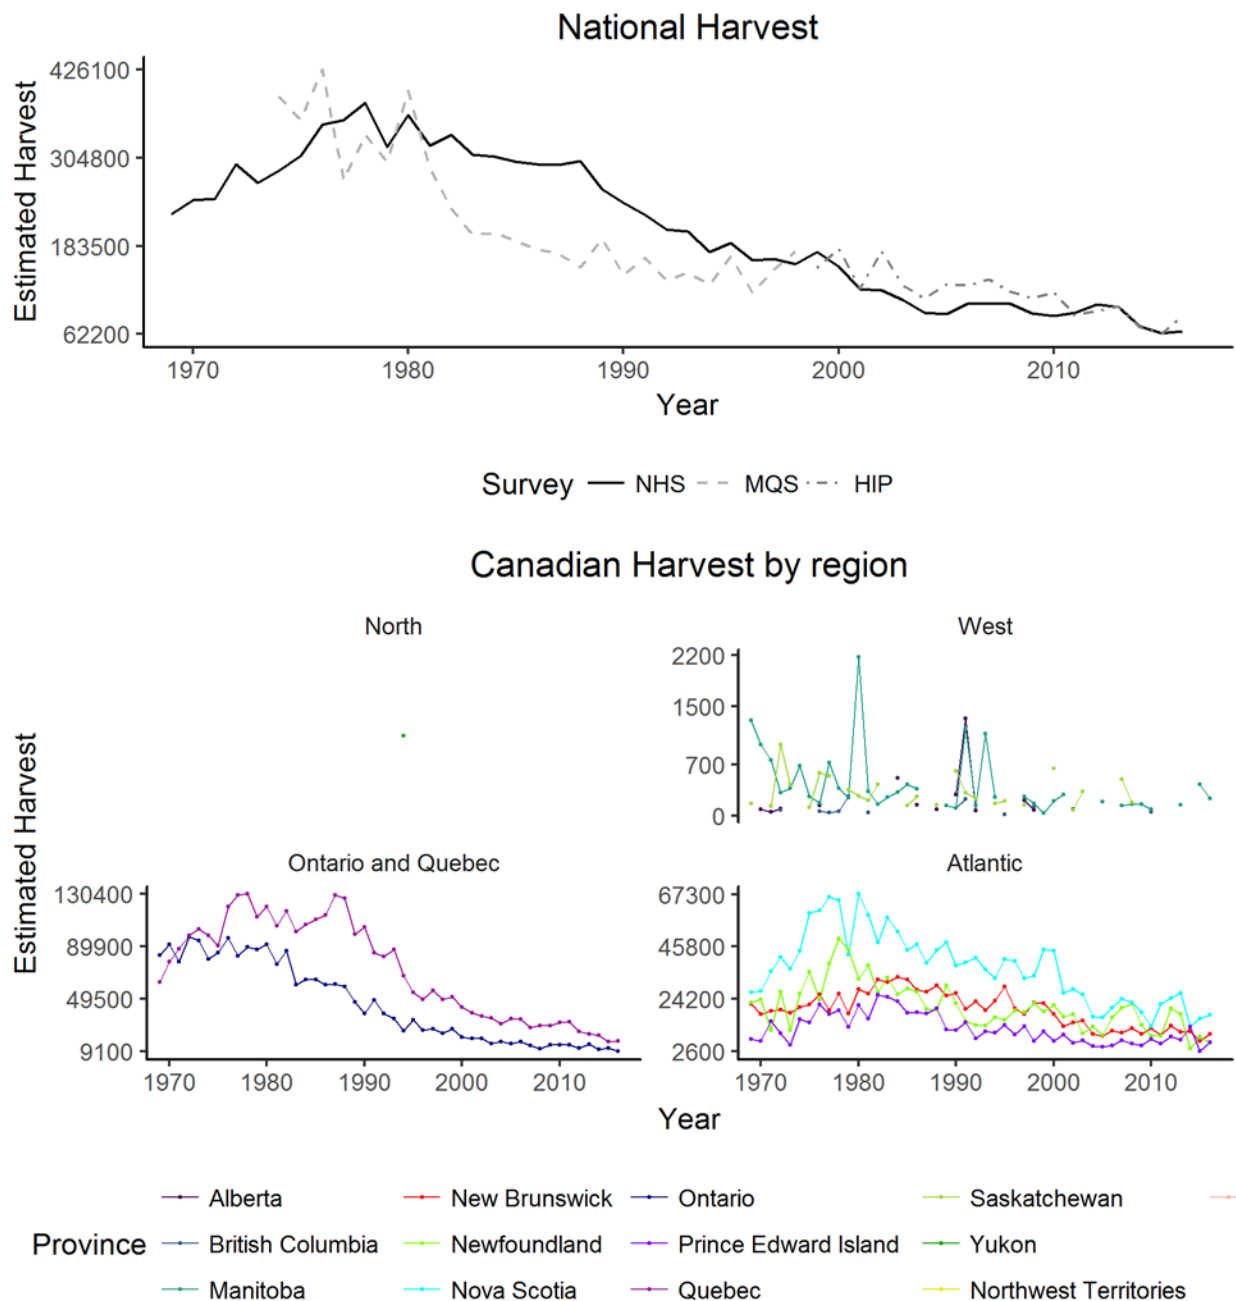 National Harvest
Estimated Harvest
426100
304800
183500
62200
1970 1980 1990 2000 2010
Year
Survey NHS MQS HIP
Canadian Harvest by region
North West
Estimated Harvest
2200
1500
700
0
Ontario and Quebec Atlantic
130400
89900
49500
9100
67300
45800
24200
2600
1970 1980 1990 2000 2010 1970 1980 1990 2000 2010
Year
Province
Alberta New Brunswick Ontario Saskatchewan
British Columbia Newfoundland Prince Edward Island Yukon
Manitoba Nova Scotia Quebec Northwest Territories